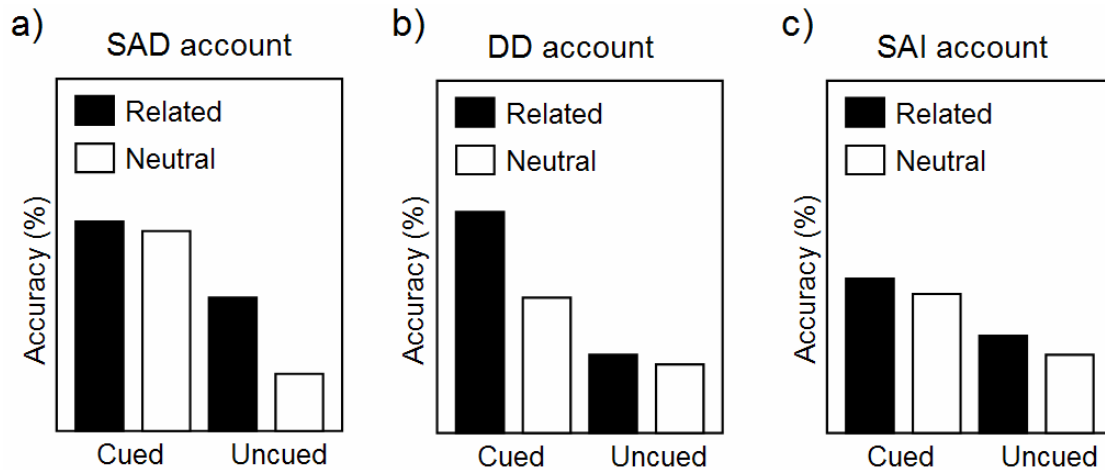 a)
SAD account
Related
Neutral
Accuracy (%)
Cued
Uncued
b)
DD account
Related
Neutral
Accuracy (%)
Cued
Uncued
c)
SAI account
Related
Neutral
Accuracy (%)
Cued
Uncued